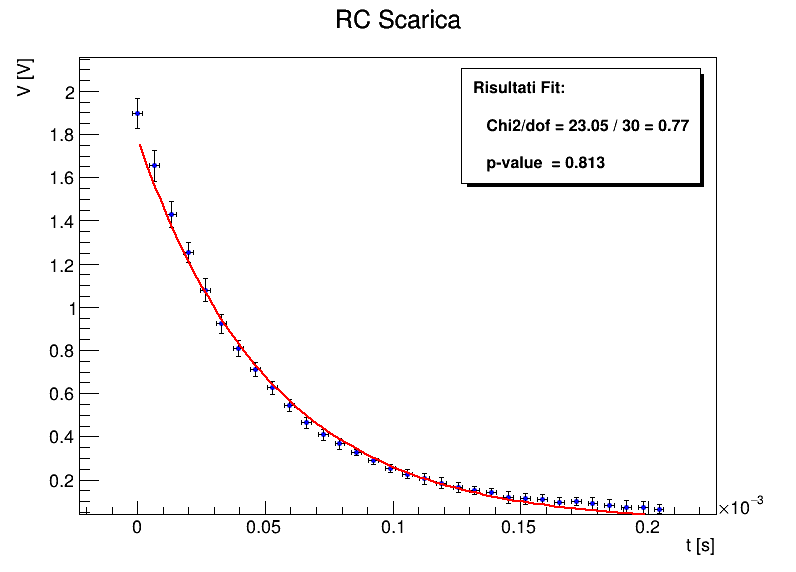 RC Scarica
V [V]
Risultati Fit:
Chi2/dof = 23.05 / 30 = 0.77
p-value = 0.813
2
1.8
1.6
1.4
1.2
1
0.8
0.6
0.4
0.2
0 0.05 0.1 0.15 0.2
×10⁻³
t [s]